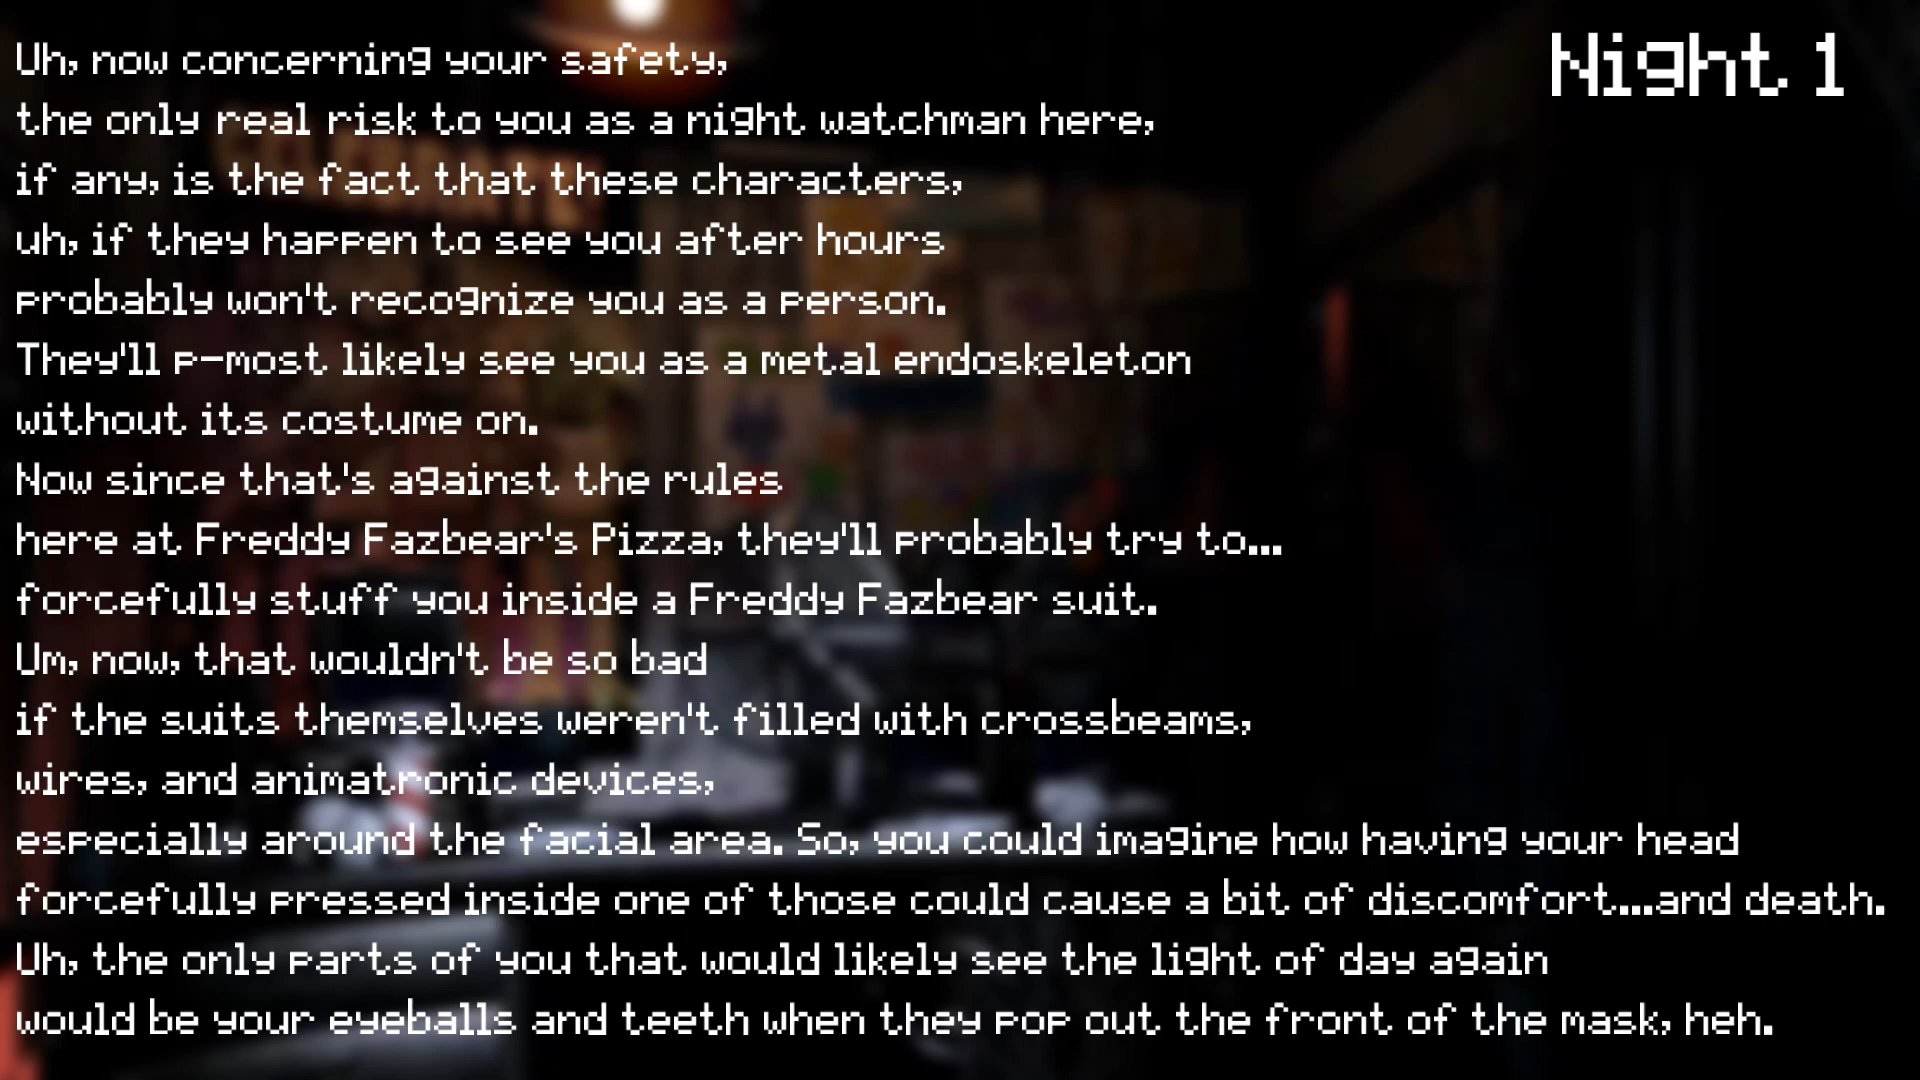 Night 1
Uh, now concerning your safety,
the only real risk to you as a night watchman here,
if any, is the fact that these characters,
uh, if they happen to see you after hours
probably won't recognize you as a person.
They'll p-most likely see you as a metal endoskeleton
without its costume on.
Now since that's against the rules
here at Freddy Fazbear's Pizza, they'll probably try to...
forcefully stuff you inside a Freddy Fazbear suit.
Um, now, that wouldn't be so bad
if the suits themselves weren't filled with crossbeams,
wires, and animatronic devices,
especially around the facial area. So, you could imagine how having your head
forcefully pressed inside one of those could cause a bit of discomfort...and death.
Uh, the only parts of you that would likely see the light of day again
would be your eyeballs and teeth when they pop out the front of the mask, heh.
CELEBRATE!